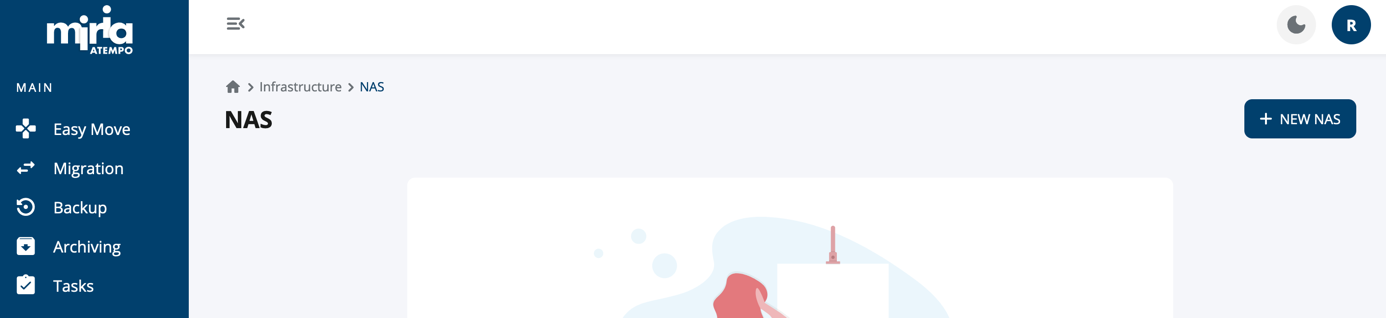 miria
ATEMPO
R
MAIN
Easy Move
Migration
Backup
Archiving
Tasks
Infrastructure NAS
NAS
+ NEW NAS